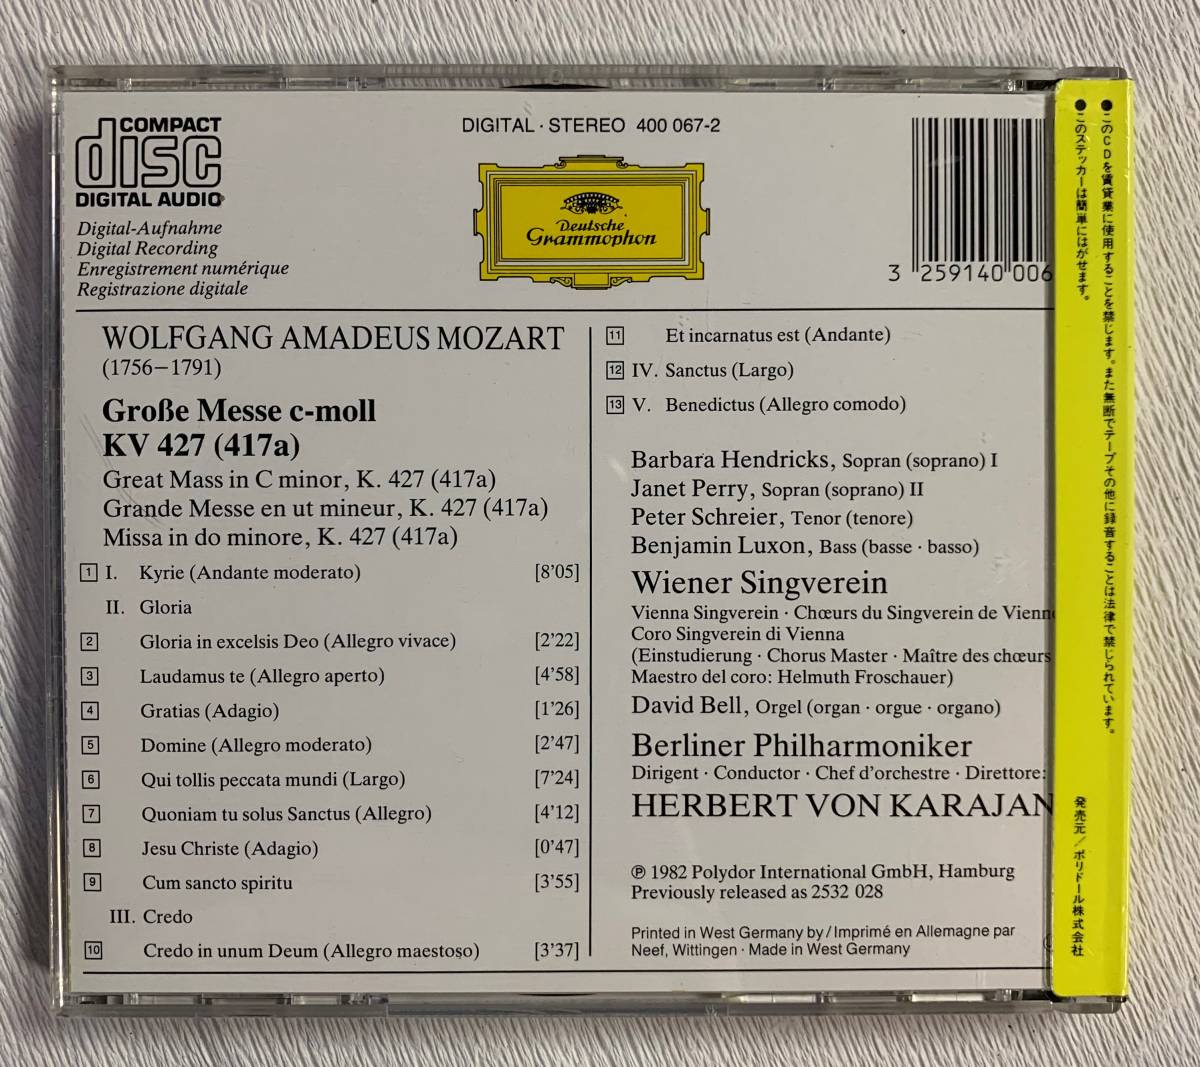 COMPACT
disc
DIGITAL AUDIO
Digital-Aufnahme
Digital Recording
Enregistrement numérique
Registrazione digitale
DIGITAL · STEREO 400 067-2
Deutsche
Grammophon
3 259140 006
WOLFGANG AMADEUS MOZART
(1756–1791)
Große Messe c-moll
KV 427 (417a)
Great Mass in C minor, K. 427 (417a)
Grande Messe en ut mineur, K. 427 (417a)
Missa in do minore, K. 427 (417a)
1 I. Kyrie (Andante moderato) [8'05]
II. Gloria
2 Gloria in excelsis Deo (Allegro vivace) [2'22]
3 Laudamus te (Allegro aperto) [4'58]
4 Gratias (Adagio) [1'26]
5 Domine (Allegro moderato) [2'47]
6 Qui tollis peccata mundi (Largo) [7'24]
7 Quoniam tu solus Sanctus (Allegro) [4'12]
8 Jesu Christe (Adagio) [0'47]
9 Cum sancto spiritu [3'55]
III. Credo
10 Credo in unum Deum (Allegro maestoso) [3'37]
11 Et incarnatus est (Andante)
12 IV. Sanctus (Largo)
13 V. Benedictus (Allegro comodo)
Barbara Hendricks, Sopran (soprano) I
Janet Perry, Sopran (soprano) II
Peter Schreier, Tenor (tenore)
Benjamin Luxon, Bass (basse · basso)
Wiener Singverein
Vienna Singverein · Chœurs du Singverein de Vienne
Coro Singverein di Vienna
(Einstudierung · Chorus Master · Maître des chœurs
Maestro del coro: Helmuth Froschauer)
David Bell, Orgel (organ · orgue · organo)
Berliner Philharmoniker
Dirigent · Conductor · Chef d'orchestre · Direttore:
HERBERT VON KARAJAN
℗ 1982 Polydor International GmbH, Hamburg
Previously released as 2532 028
Printed in West Germany by / Imprimé en Allemagne par
Neef, Wittingen · Made in West Germany
●このCDを賃貸業に使用することを禁じます。また無断でテープその他に録音することは法律で禁じられています。
●このステッカーは簡単にはがせます。
発売元／ポリドール株式会社